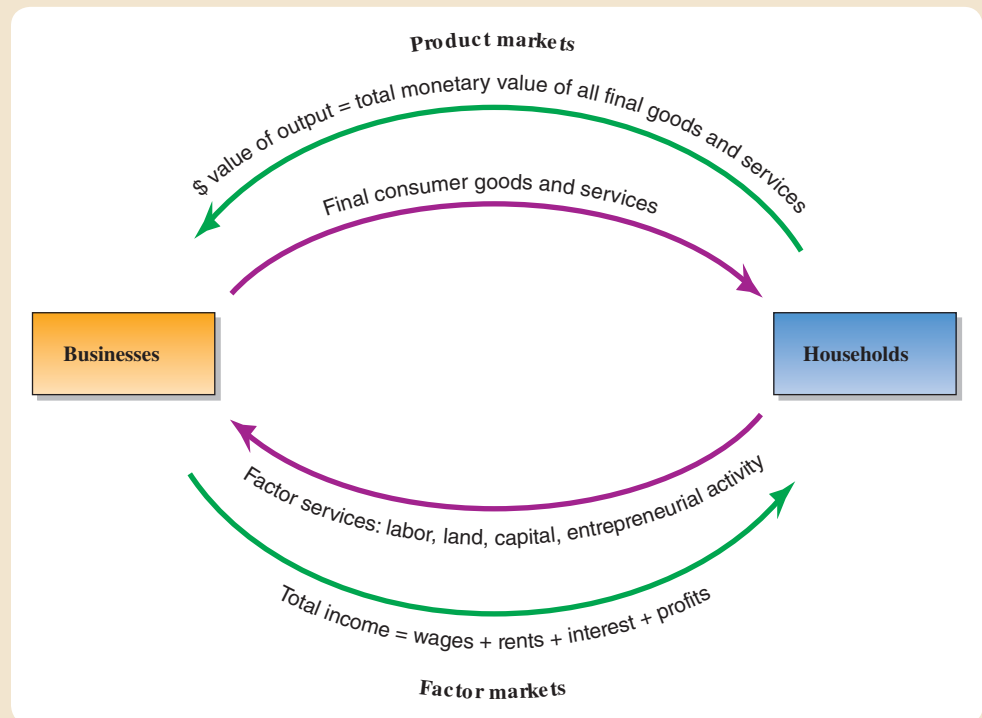 Product markets
$ value of output = total monetary value of all final goods and services
Final consumer goods and services
Businesses
Households
Factor services: labor, land, capital, entrepreneurial activity
Total income = wages + rents + interest + profits
Factor markets